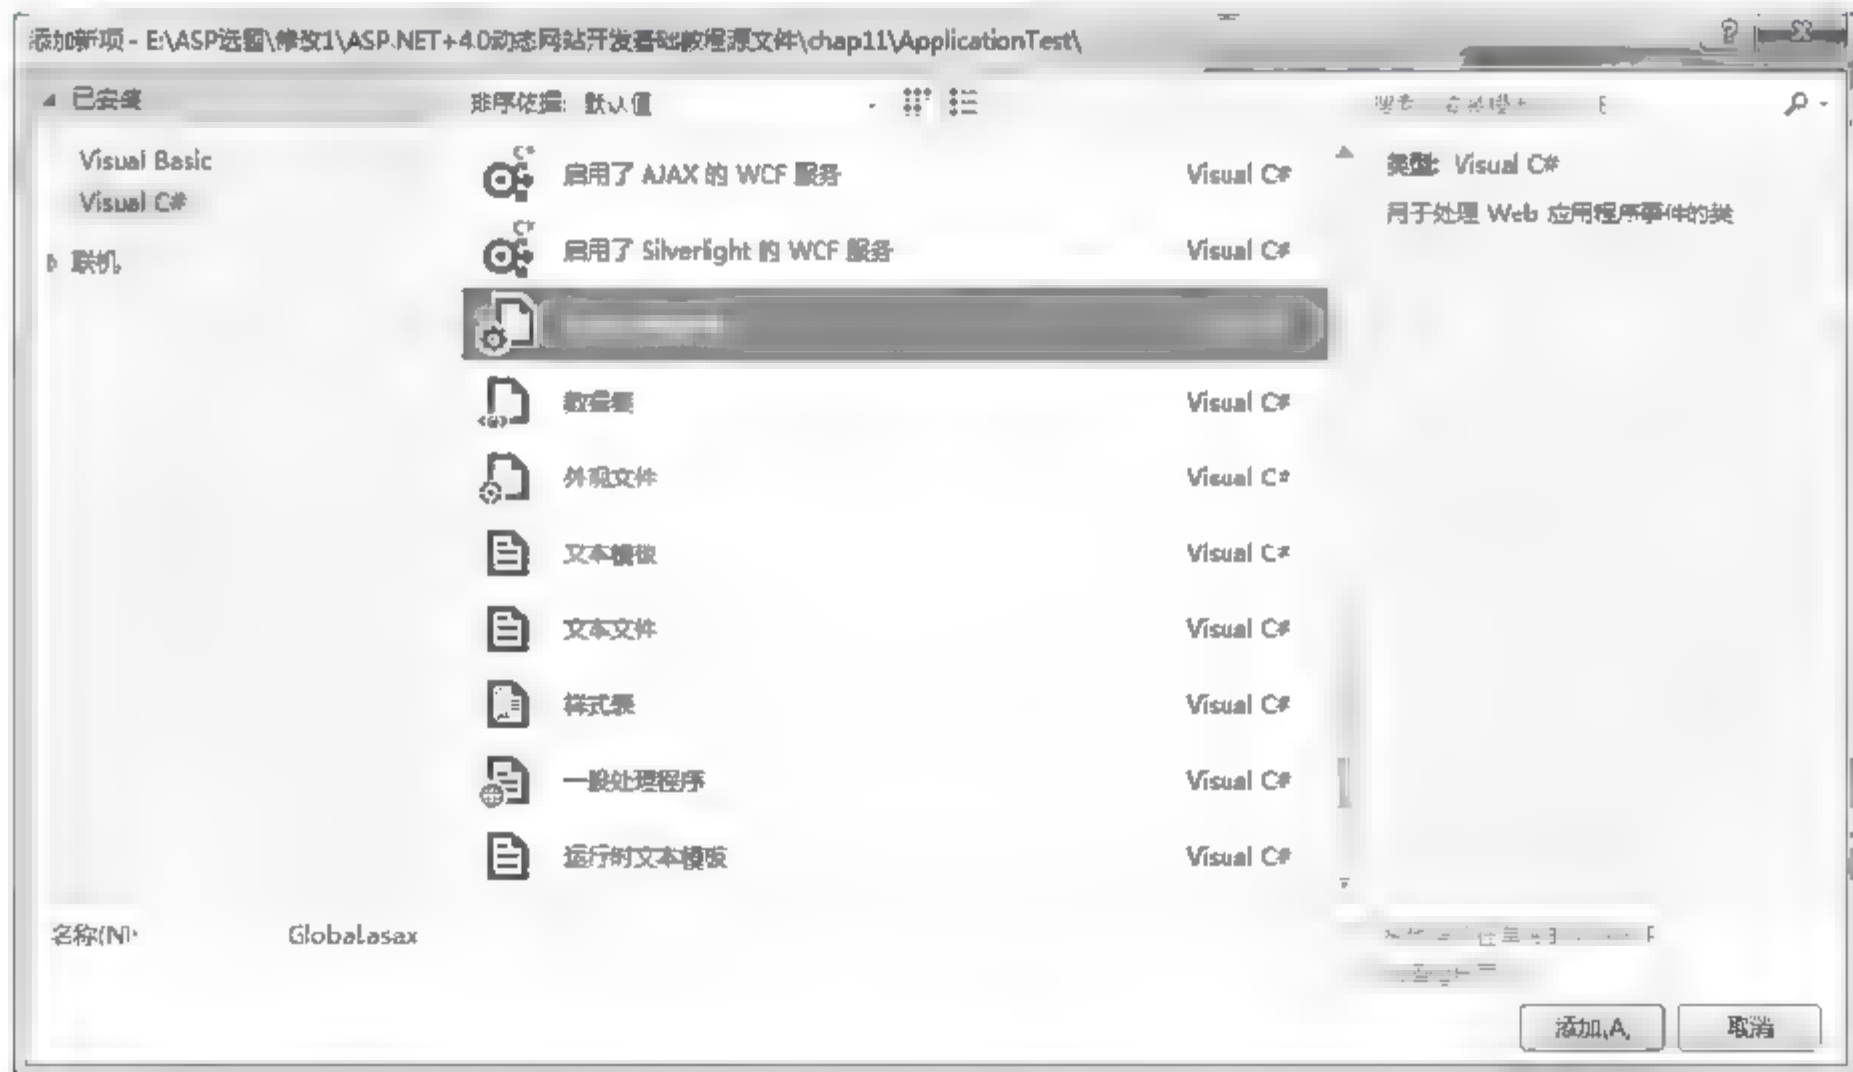 添加新项 - E:\ASP选题\修改1\ASP.NET+4.0动态网站开发基础教程源文件\chap11\ApplicationTest\
已安装
排序依据: 默认值
Visual Basic
Visual C#
联机
启用了 AJAX 的 WCF 服务 Visual C#
启用了 Silverlight 的 WCF 服务 Visual C#
数据集 Visual C#
外观文件 Visual C#
文本模板 Visual C#
文本文件 Visual C#
样式表 Visual C#
一般处理程序 Visual C#
运行时文本模板 Visual C#
类型: Visual C#
用于处理 Web 应用程序事件的类
名称(N) Global.asax
添加(A)
取消